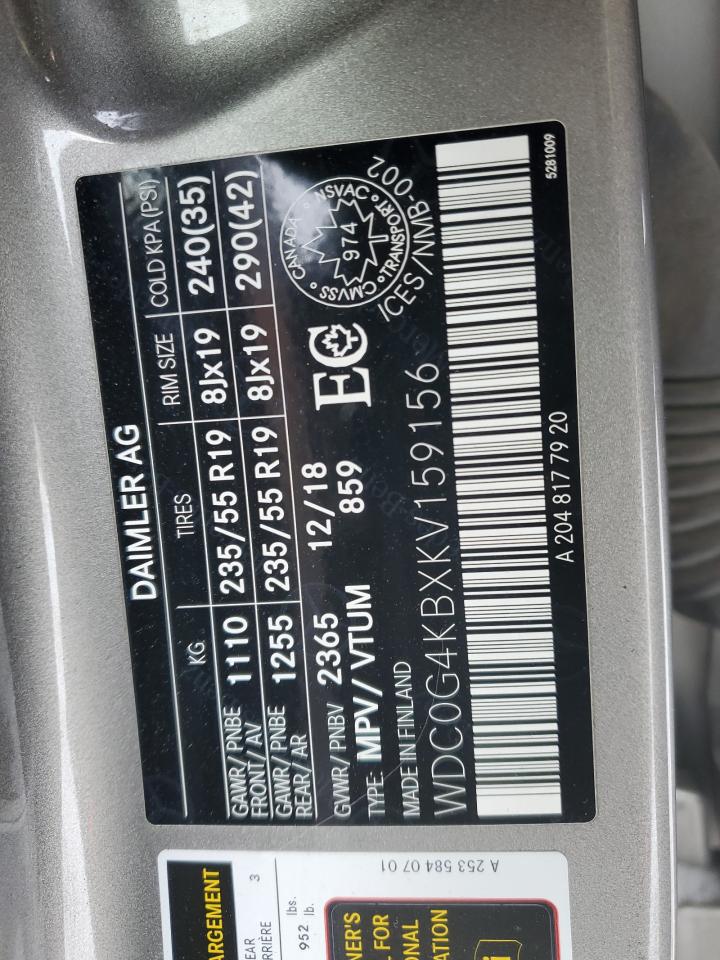 DAIMLER AG
KG TIRES RIM SIZE COLD KPA(PSI)
GAWR/PNBE FRONT/AV 1110 235/55 R19 8Jx19 240(35)
GAWR/PNBE REAR/AR 1255 235/55 R19 8Jx19 290(42)
GVWR/PNBV 2365 12/18
TYPE: MPV/VTUM 859
EC
CANADA NSVAC TRANSPORT CMVSS
974
MADE IN FINLAND /CES/NMB-002
WDC0G4KBXKV159156
A 204 817 79 20
5281009
ARGEMENT
EAR 3
RRIÈRE
952 lbs.
lb.
NER'S
L FOR
ONAL
ATION
i
A 253 584 07 01